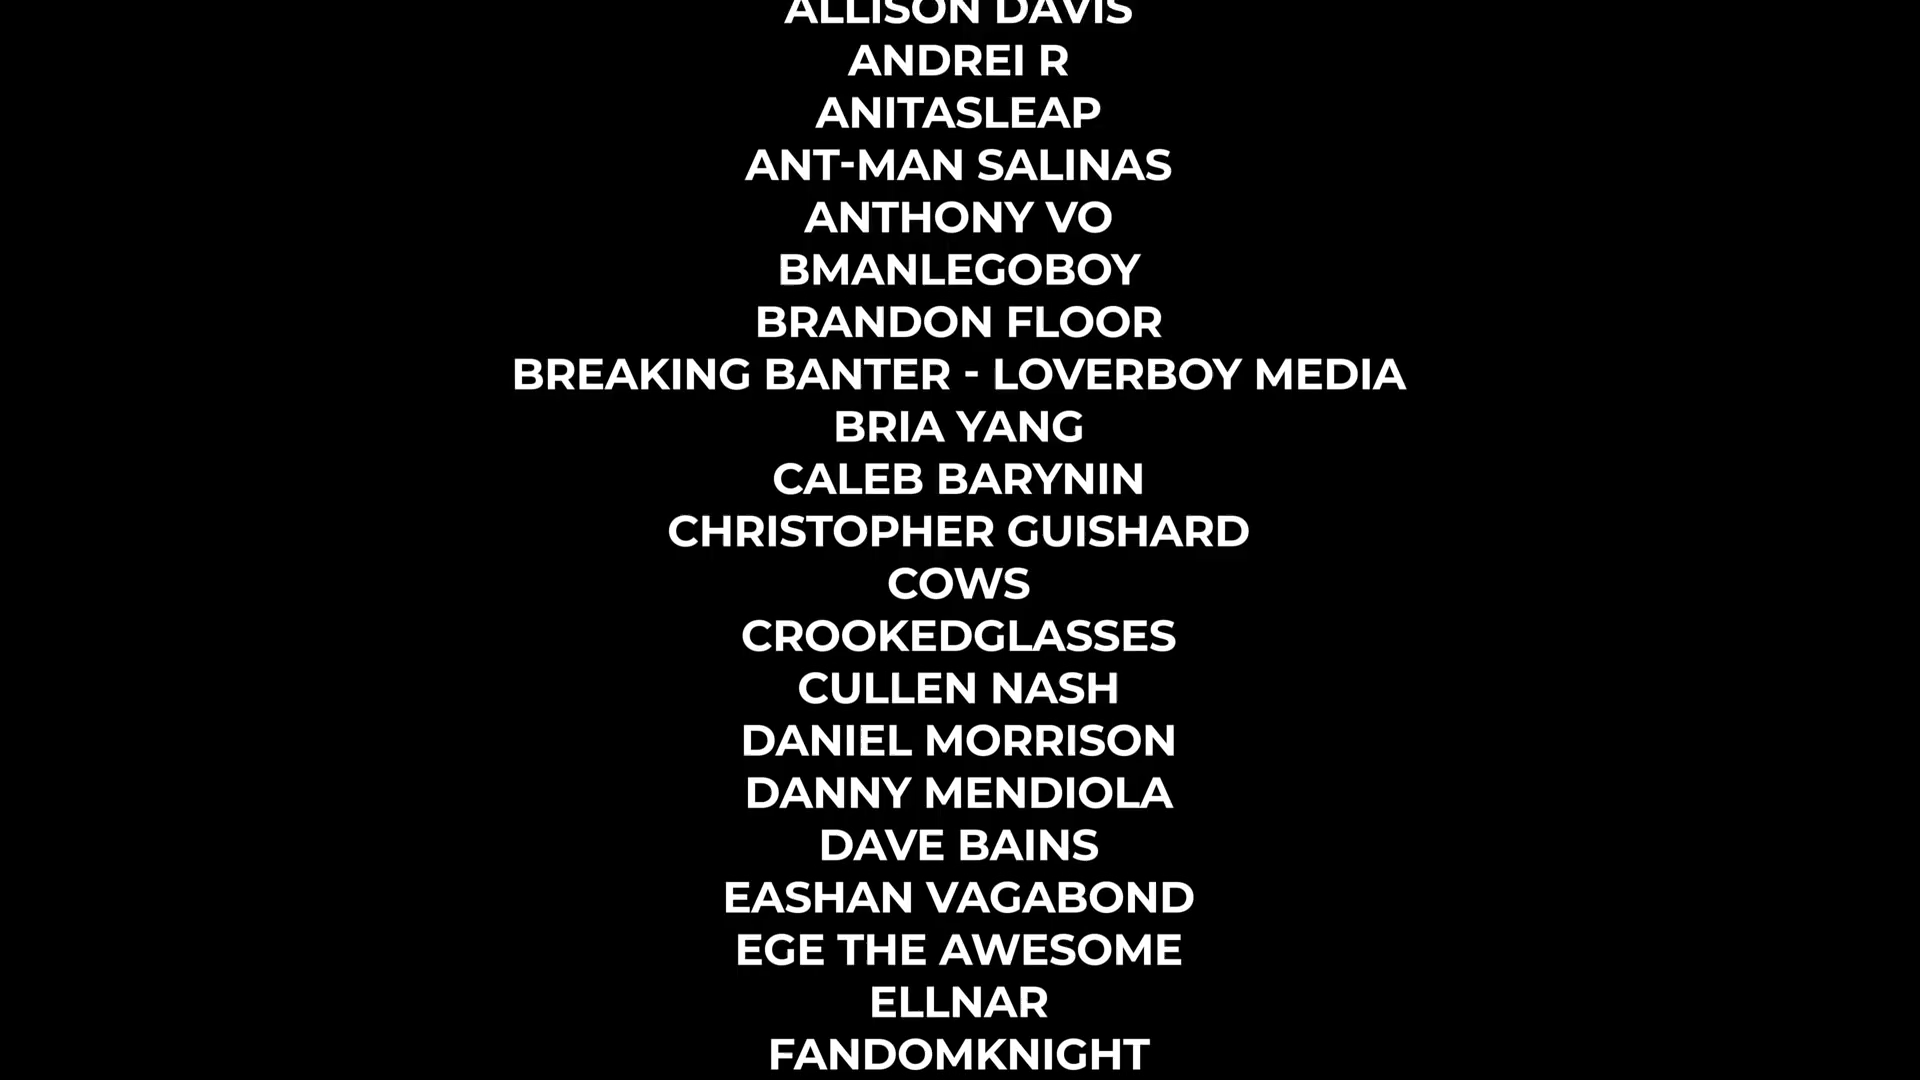 ALLISON DAVIS
ANDREI R
ANITASLEAP
ANT-MAN SALINAS
ANTHONY VO
BMANLEGOBOY
BRANDON FLOOR
BREAKING BANTER - LOVERBOY MEDIA
BRIA YANG
CALEB BARYNIN
CHRISTOPHER GUISHARD
COWS
CROOKEDGLASSES
CULLEN NASH
DANIEL MORRISON
DANNY MENDIOLA
DAVE BAINS
EASHAN VAGABOND
EGE THE AWESOME
ELLNAR
FANDOMKNIGHT